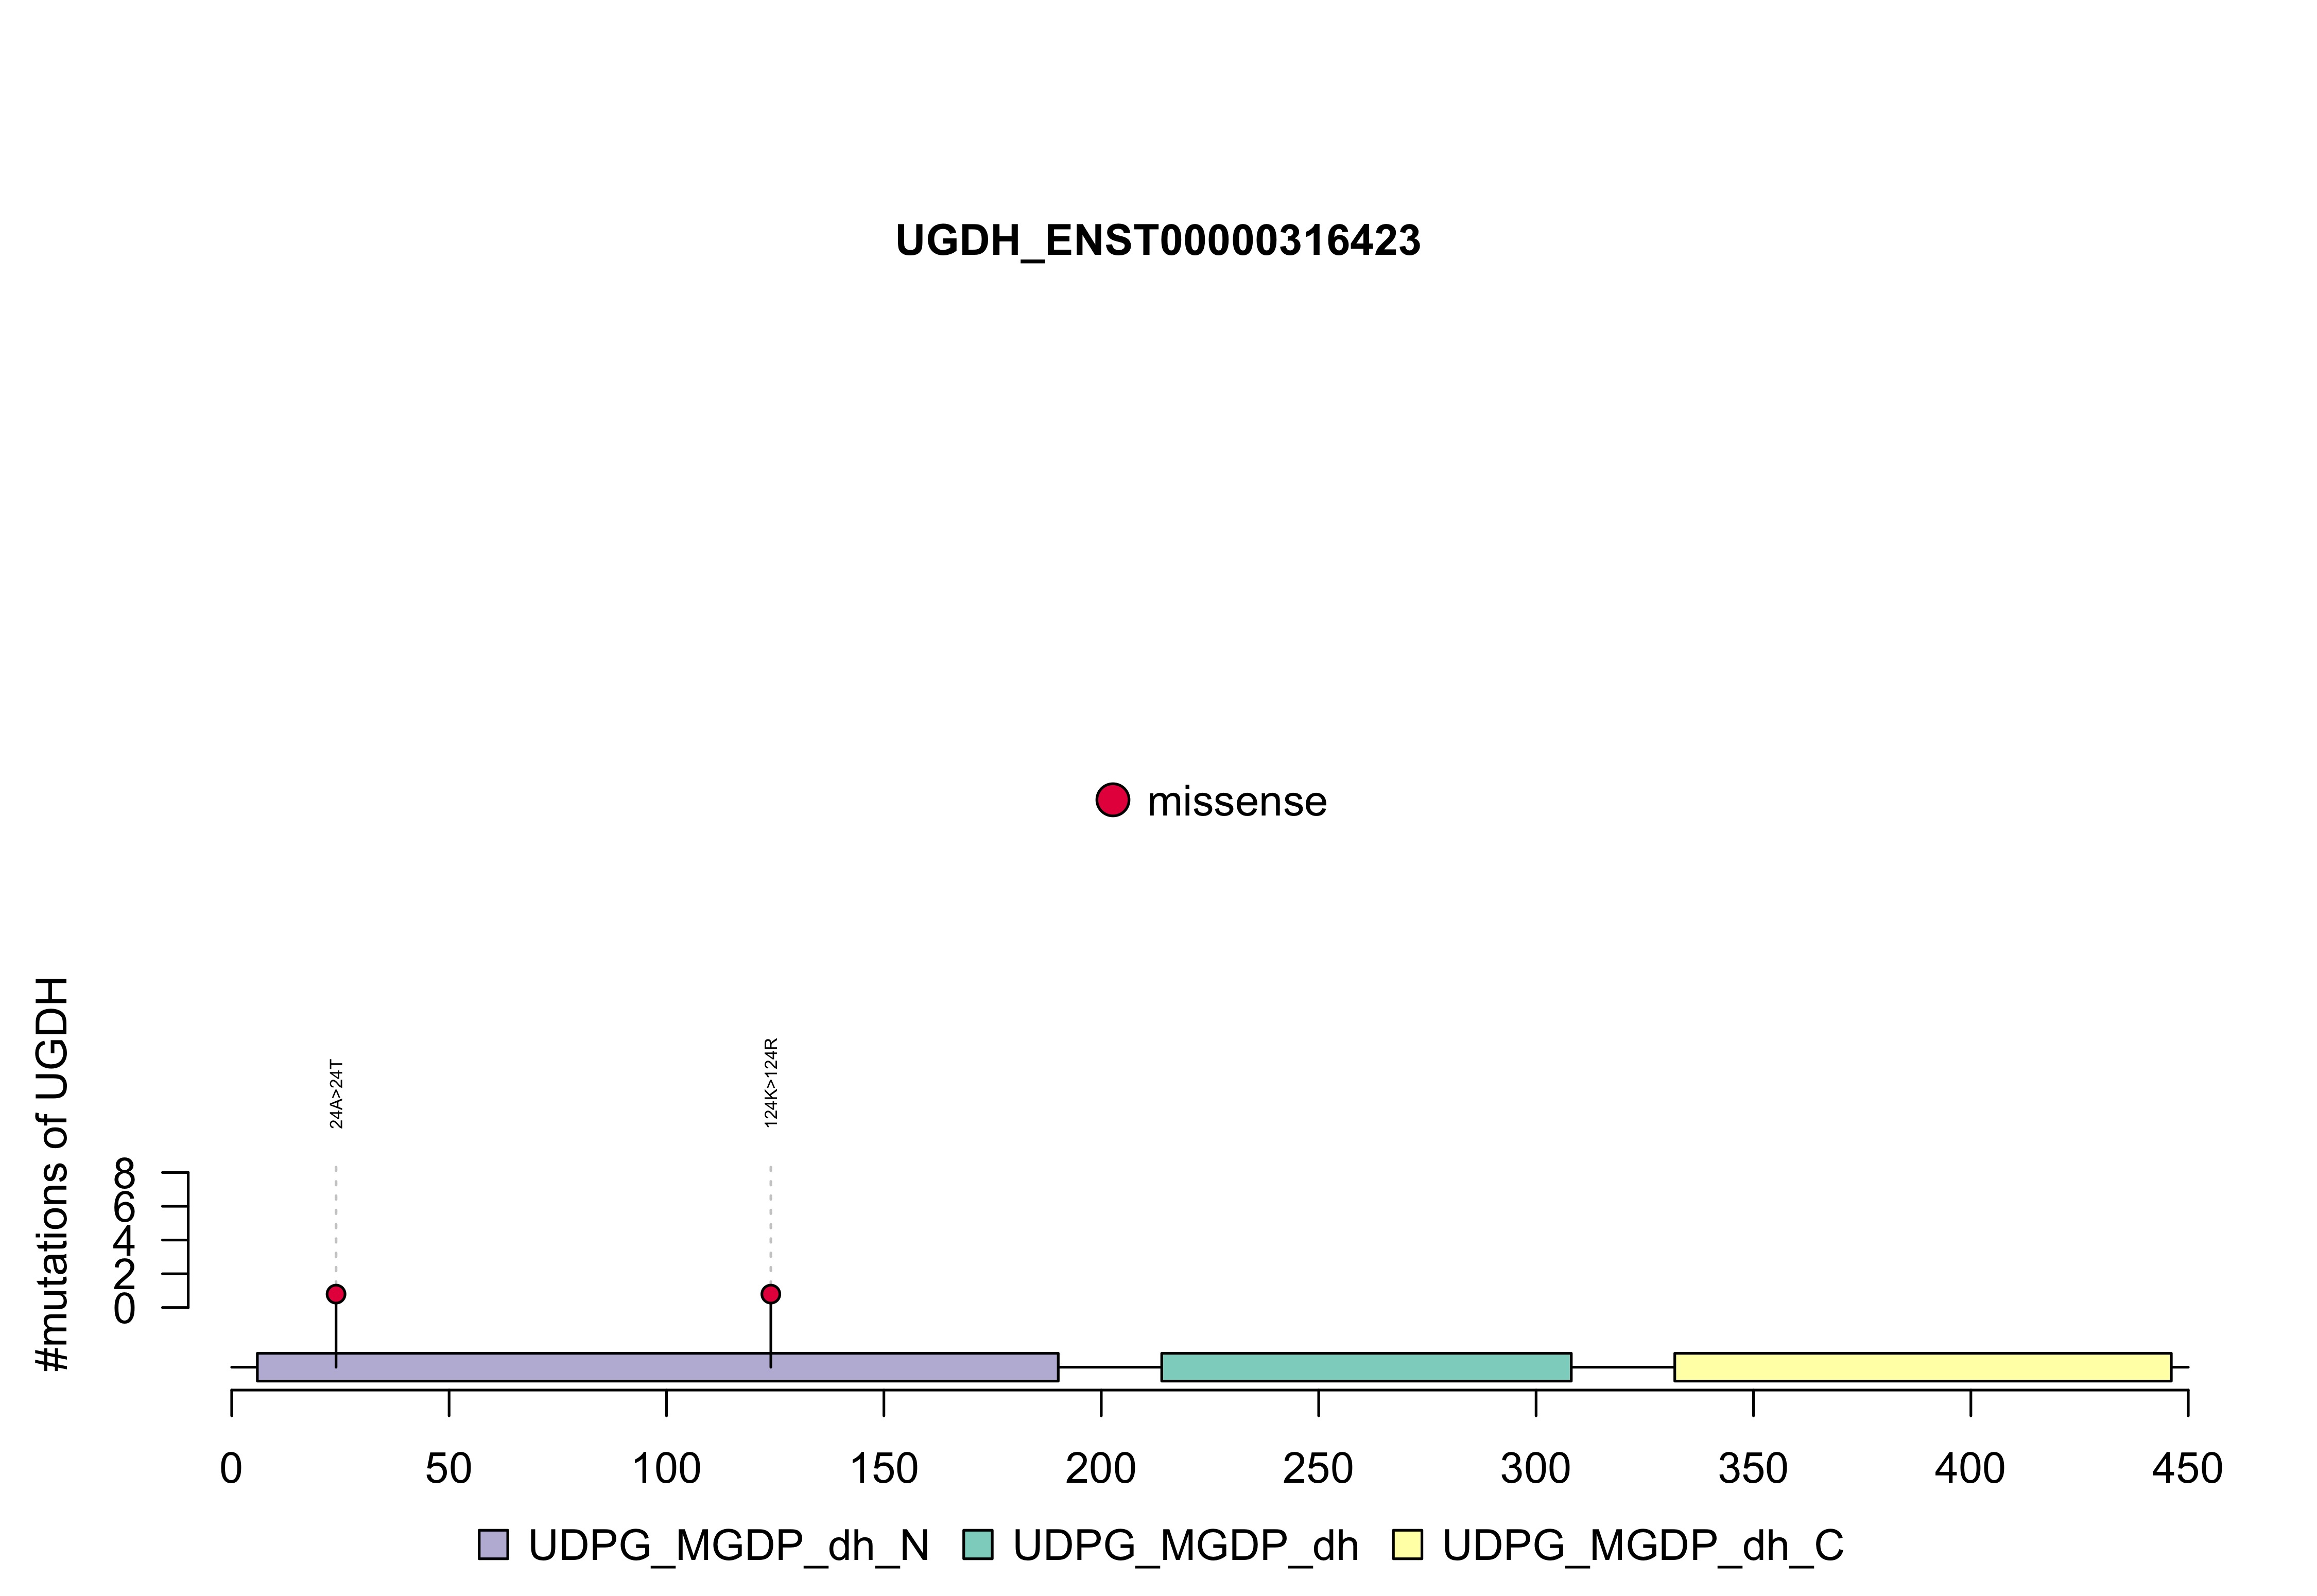 UGDH_ENST00000316423
missense
#mutations of UGDH
24A>24T
124K>124R
8
6
4
2
0
0 50 100 150 200 250 300 350 400 450
UDPG_MGDP_dh_N UDPG_MGDP_dh UDPG_MGDP_dh_C